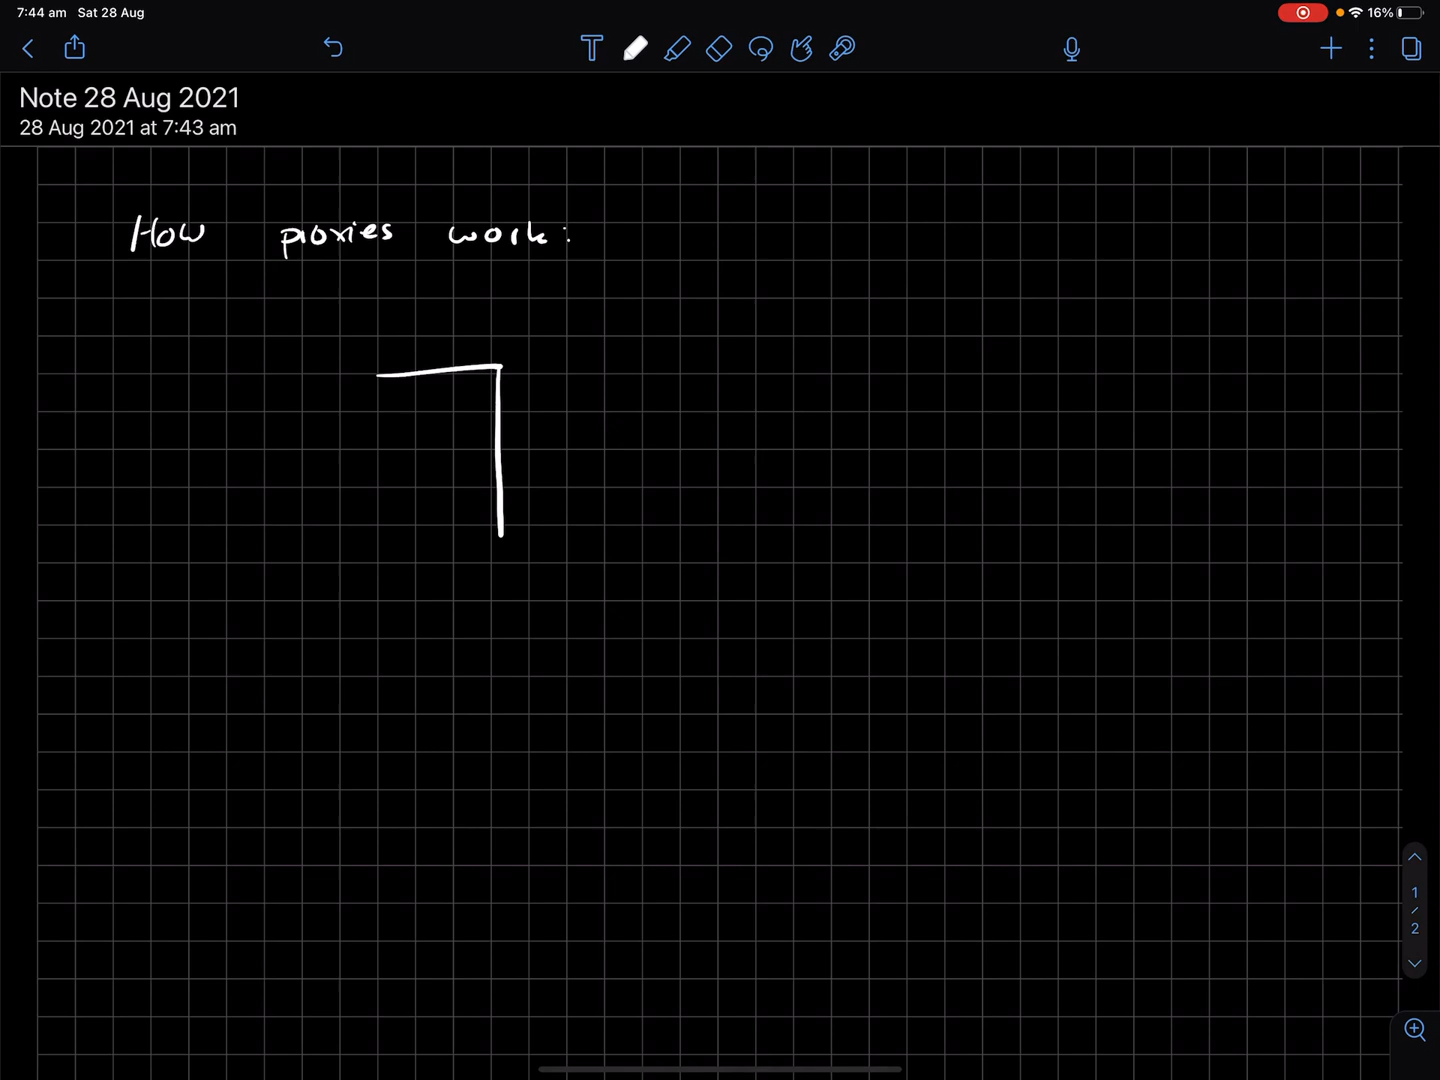 7:44 am Sat 28 Aug 16%
Note 28 Aug 2021
28 Aug 2021 at 7:43 am
How proxies work:
1
/
2